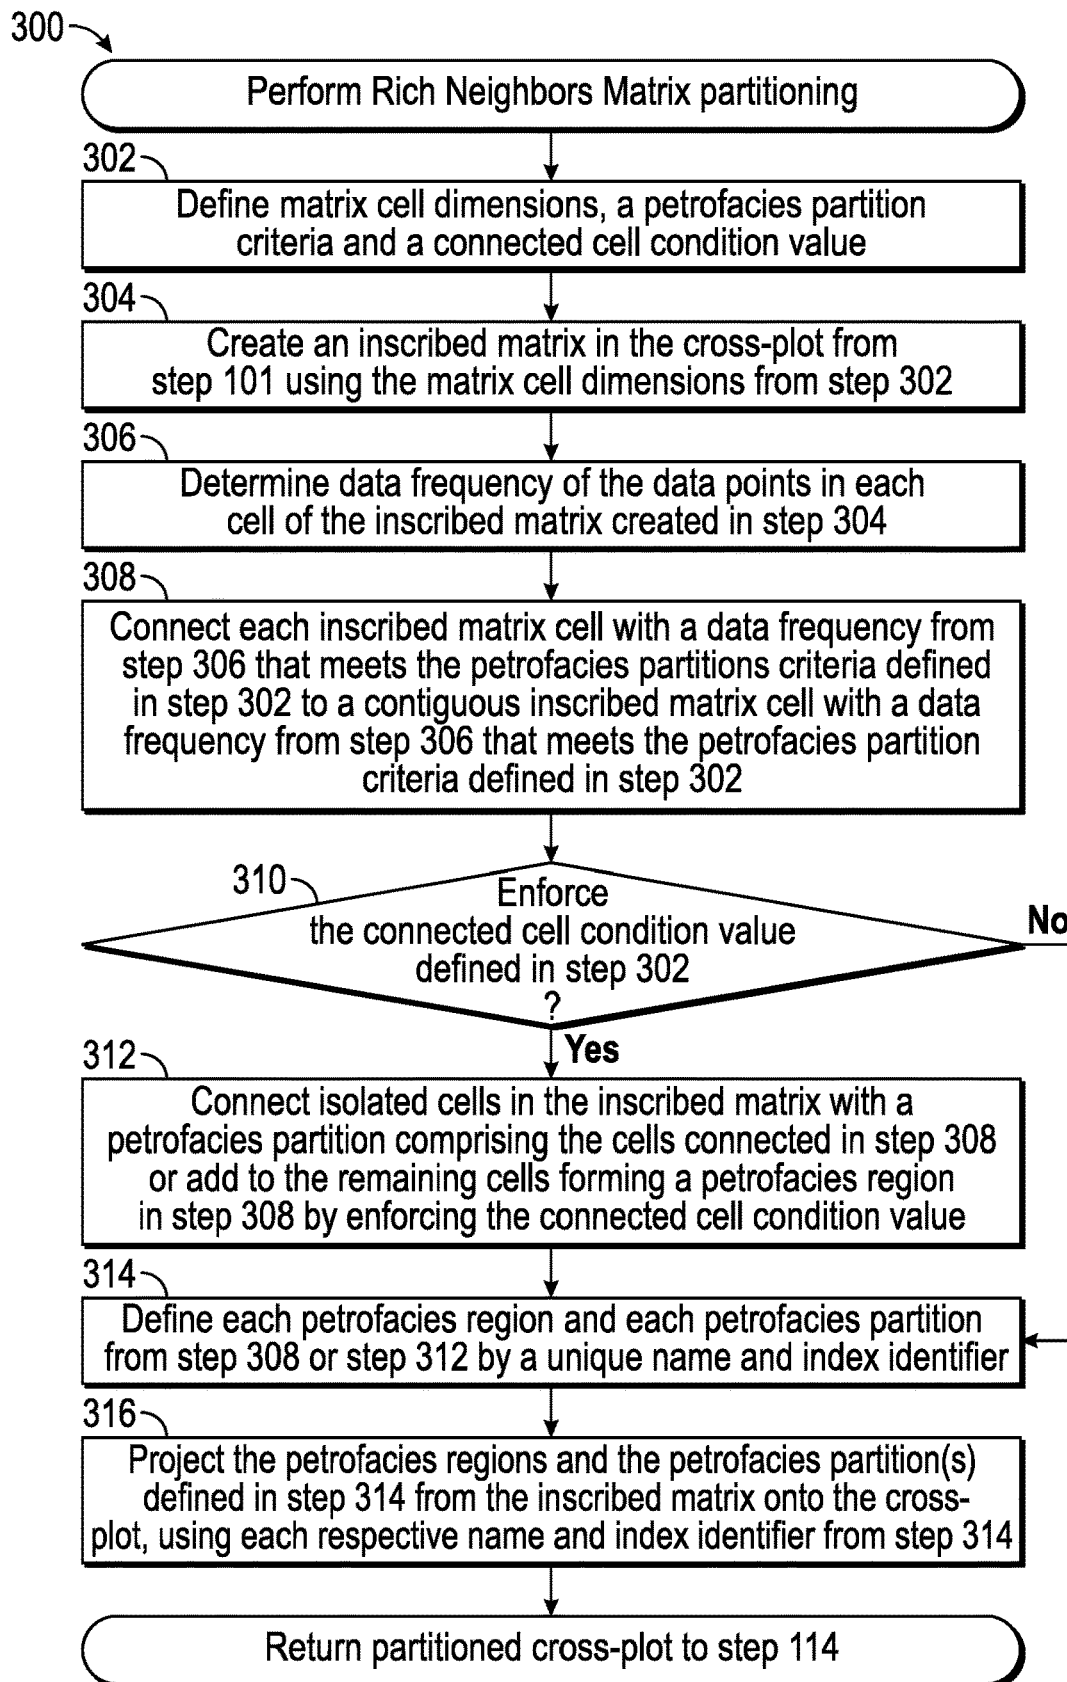 300
Perform Rich Neighbors Matrix partitioning
302
Define matrix cell dimensions, a petrofacies partition
criteria and a connected cell condition value
304
Create an inscribed matrix in the cross-plot from
step 101 using the matrix cell dimensions from step 302
306
Determine data frequency of the data points in each
cell of the inscribed matrix created in step 304
308
Connect each inscribed matrix cell with a data frequency from
step 306 that meets the petrofacies partitions criteria defined
in step 302 to a contiguous inscribed matrix cell with a data
frequency from step 306 that meets the petrofacies partition
criteria defined in step 302
310
Enforce
the connected cell condition value
defined in step 302
?
No
Yes
312
Connect isolated cells in the inscribed matrix with a
petrofacies partition comprising the cells connected in step 308
or add to the remaining cells forming a petrofacies region
in step 308 by enforcing the connected cell condition value
314
Define each petrofacies region and each petrofacies partition
from step 308 or step 312 by a unique name and index identifier
316
Project the petrofacies regions and the petrofacies partition(s)
defined in step 314 from the inscribed matrix onto the cross-
plot, using each respective name and index identifier from step 314
Return partitioned cross-plot to step 114